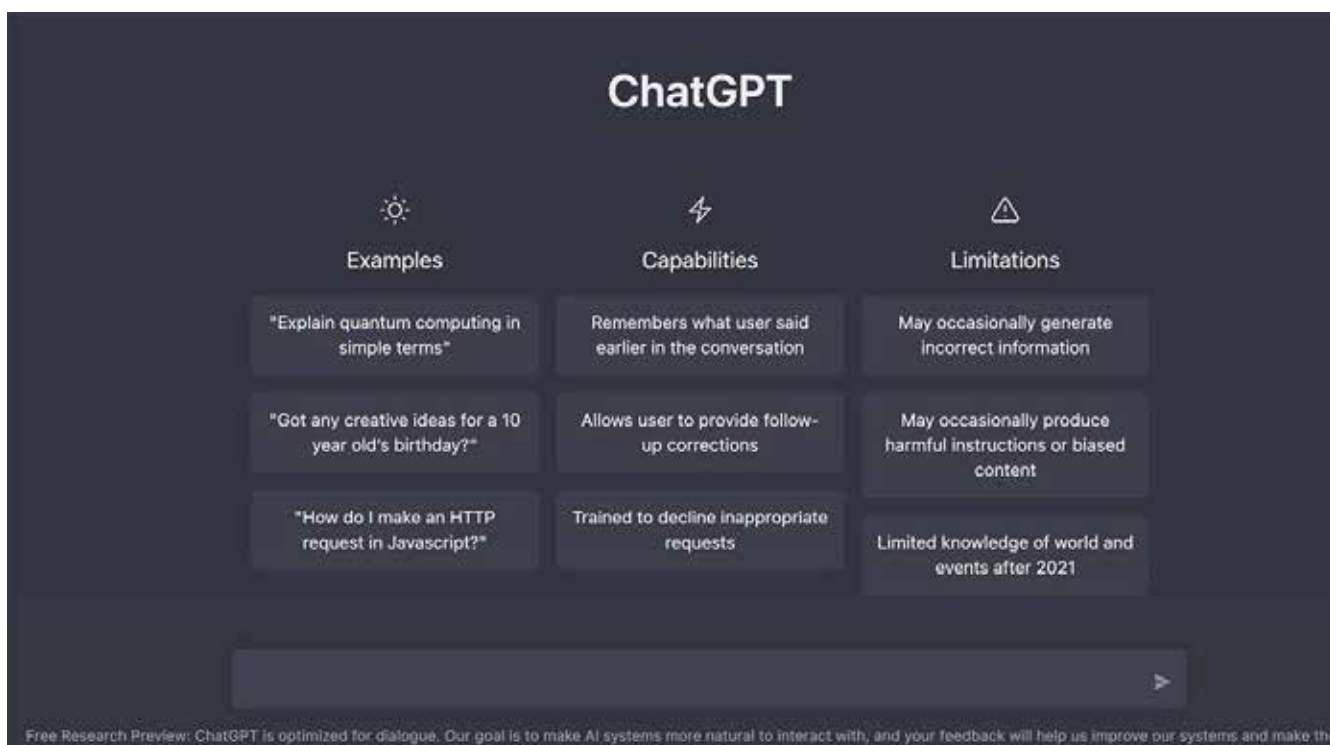 ChatGPT
Examples
"Explain quantum computing in
simple terms"
"Got any creative ideas for a 10
year old's birthday?"
"How do I make an HTTP
request in Javascript?"
Capabilities
Remembers what user said
earlier in the conversation
Allows user to provide follow-
up corrections
Trained to decline inappropriate
requests
Limitations
May occasionally generate
incorrect information
May occasionally produce
harmful instructions or biased
content
Limited knowledge of world and
events after 2021
Free Research Preview: ChatGPT is optimized for dialogue. Our goal is to make AI systems more natural to interact with, and your feedback will help us improve our systems and make